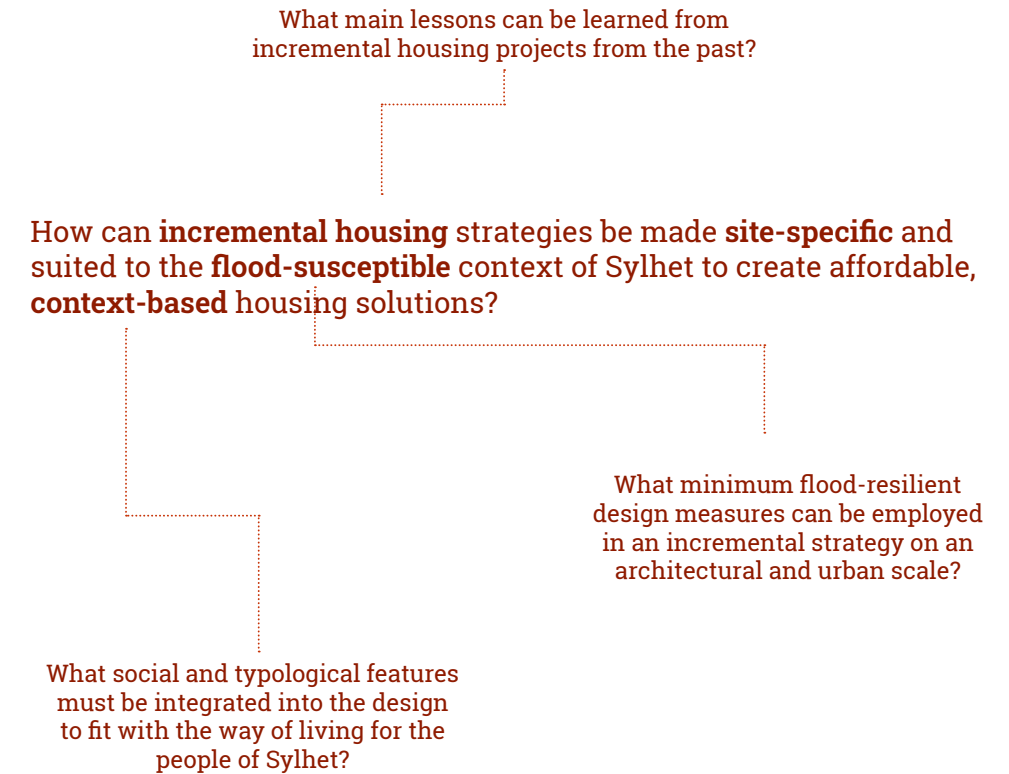 What main lessons can be learned from
incremental housing projects from the past?
How can incremental housing strategies be made site-specific and
suited to the flood-susceptible context of Sylhet to create affordable,
context-based housing solutions?
What minimum flood-resilient
design measures can be employed
in an incremental strategy on an
architectural and urban scale?
What social and typological features
must be integrated into the design
to fit with the way of living for the
people of Sylhet?